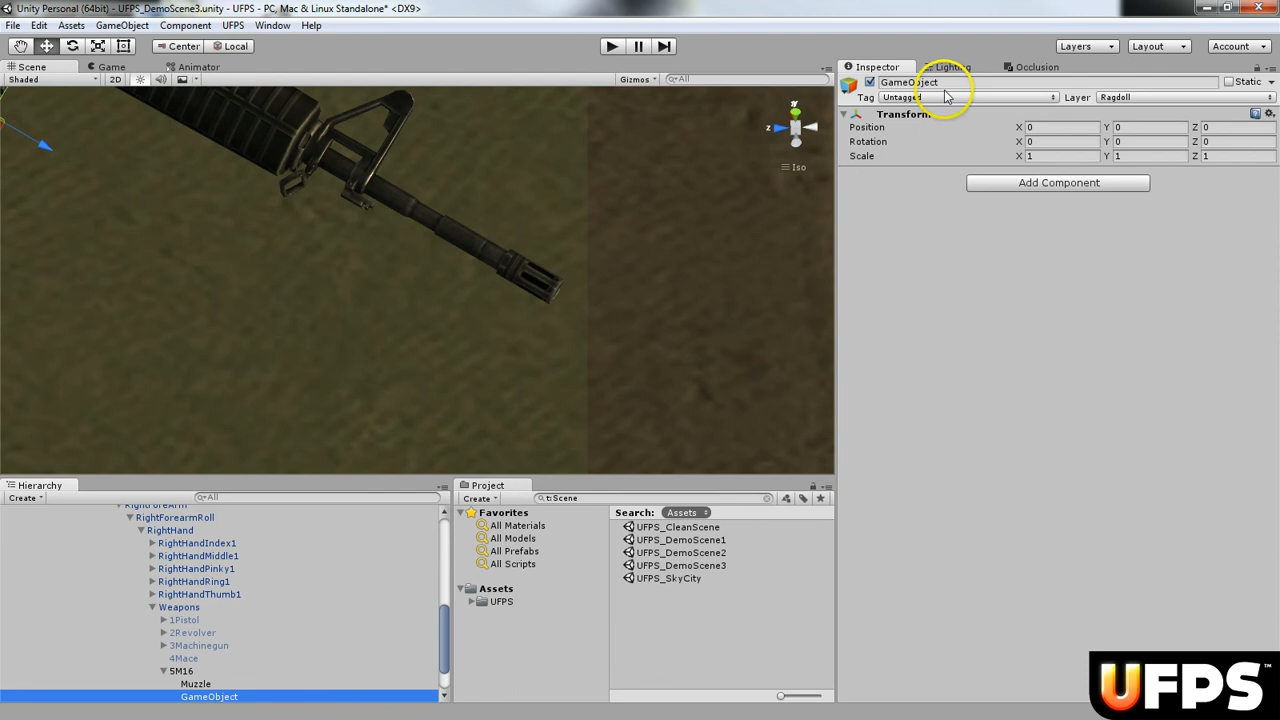 Unity Personal (64bit) - UFPS_DemoScene3.unity - UFPS - PC, Mac & Linux Standalone* <DX9>
File Edit Assets GameObject Component UFPS Window Help
Center Local Layers Layout Account
Scene Game Animator
Shaded 2D Gizmos All
y
z
Iso
Inspector Lighting Occlusion
GameObject Static
Tag Untagged Layer Ragdoll
Transform
Position X 0 Y 0 Z 0
Rotation X 0 Y 0 Z 0
Scale X 1 Y 1 Z 1
Add Component
Hierarchy
Create All
RightForeArm
RightForearmRoll
RightHand
RightHandIndex1
RightHandMiddle1
RightHandPinky1
RightHandRing1
RightHandThumb1
Weapons
1Pistol
2Revolver
3Machinegun
4Mace
5M16
Muzzle
GameObject
Project
Create t:Scene
Favorites
All Materials
All Models
All Prefabs
All Scripts
Assets
UFPS
Search: Assets
UFPS_CleanScene
UFPS_DemoScene1
UFPS_DemoScene2
UFPS_DemoScene3
UFPS_SkyCity
UFPS™